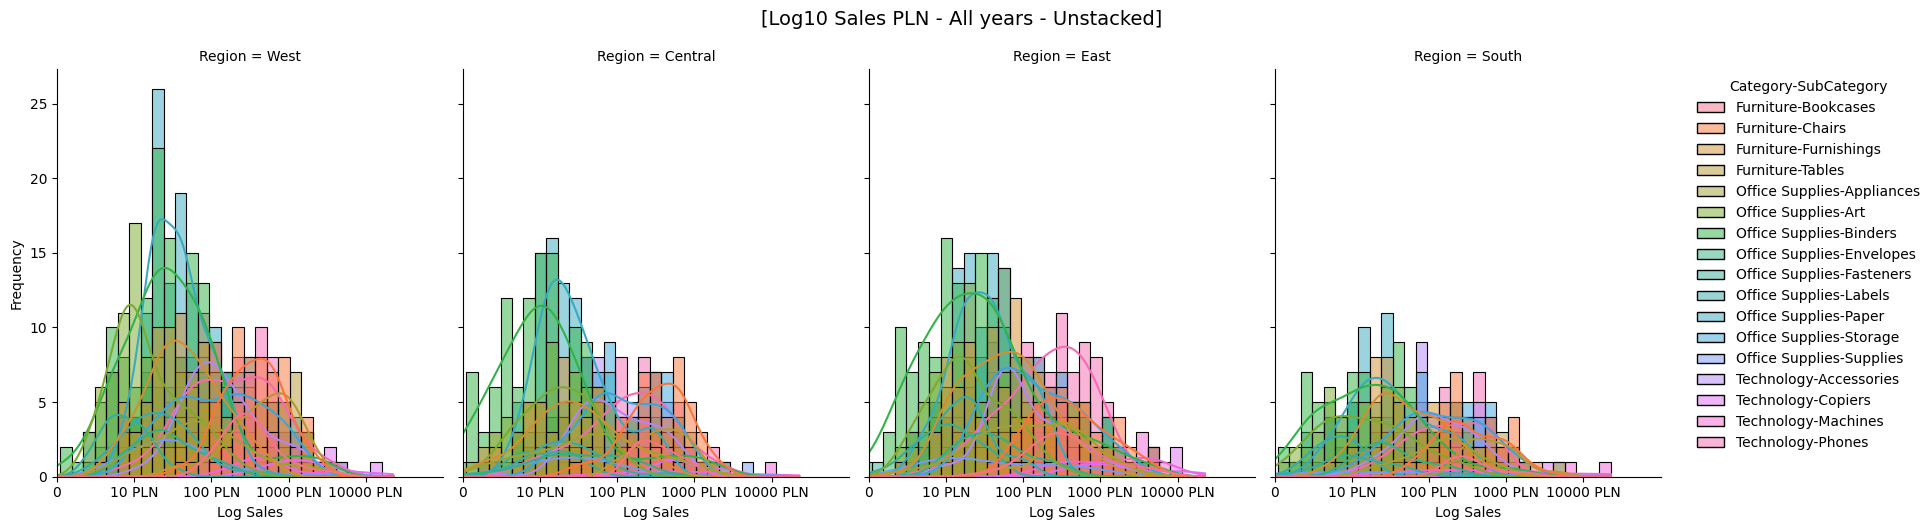 [Log10 Sales PLN - All years - Unstacked]
Region = West
Region = Central
Region = East
Region = South
Frequency
25
20
15
10
5
0
0 10 PLN 100 PLN 1000 PLN 10000 PLN
Log Sales
0 10 PLN 100 PLN 1000 PLN 10000 PLN
Log Sales
0 10 PLN 100 PLN 1000 PLN 10000 PLN
Log Sales
0 10 PLN 100 PLN 1000 PLN 10000 PLN
Log Sales
Category-SubCategory
Furniture-Bookcases
Furniture-Chairs
Furniture-Furnishings
Furniture-Tables
Office Supplies-Appliances
Office Supplies-Art
Office Supplies-Binders
Office Supplies-Envelopes
Office Supplies-Fasteners
Office Supplies-Labels
Office Supplies-Paper
Office Supplies-Storage
Office Supplies-Supplies
Technology-Accessories
Technology-Copiers
Technology-Machines
Technology-Phones